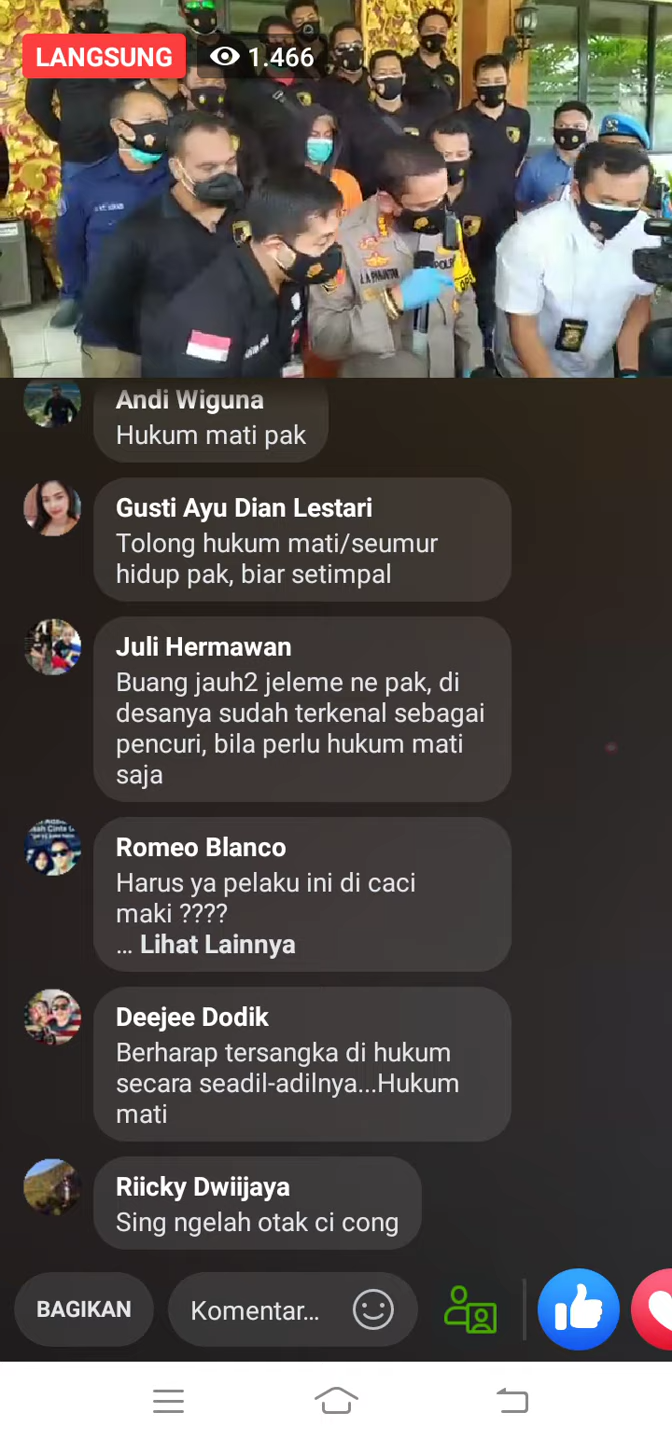 LANGSUNG
1.466
Andi Wiguna
Hukum mati pak
Gusti Ayu Dian Lestari
Tolong hukum mati/seumur
hidup pak, biar setimpal
Juli Hermawan
Buang jauh2 jeleme ne pak, di
desanya sudah terkenal sebagai
pencuri, bila perlu hukum mati
saja
Romeo Blanco
Harus ya pelaku ini di caci
maki ????
... Lihat Lainnya
Deejee Dodik
Berharap tersangka di hukum
secara seadil-adilnya...Hukum
mati
Riicky Dwiijaya
Sing ngelah otak ci cong
BAGIKAN
Komentar...